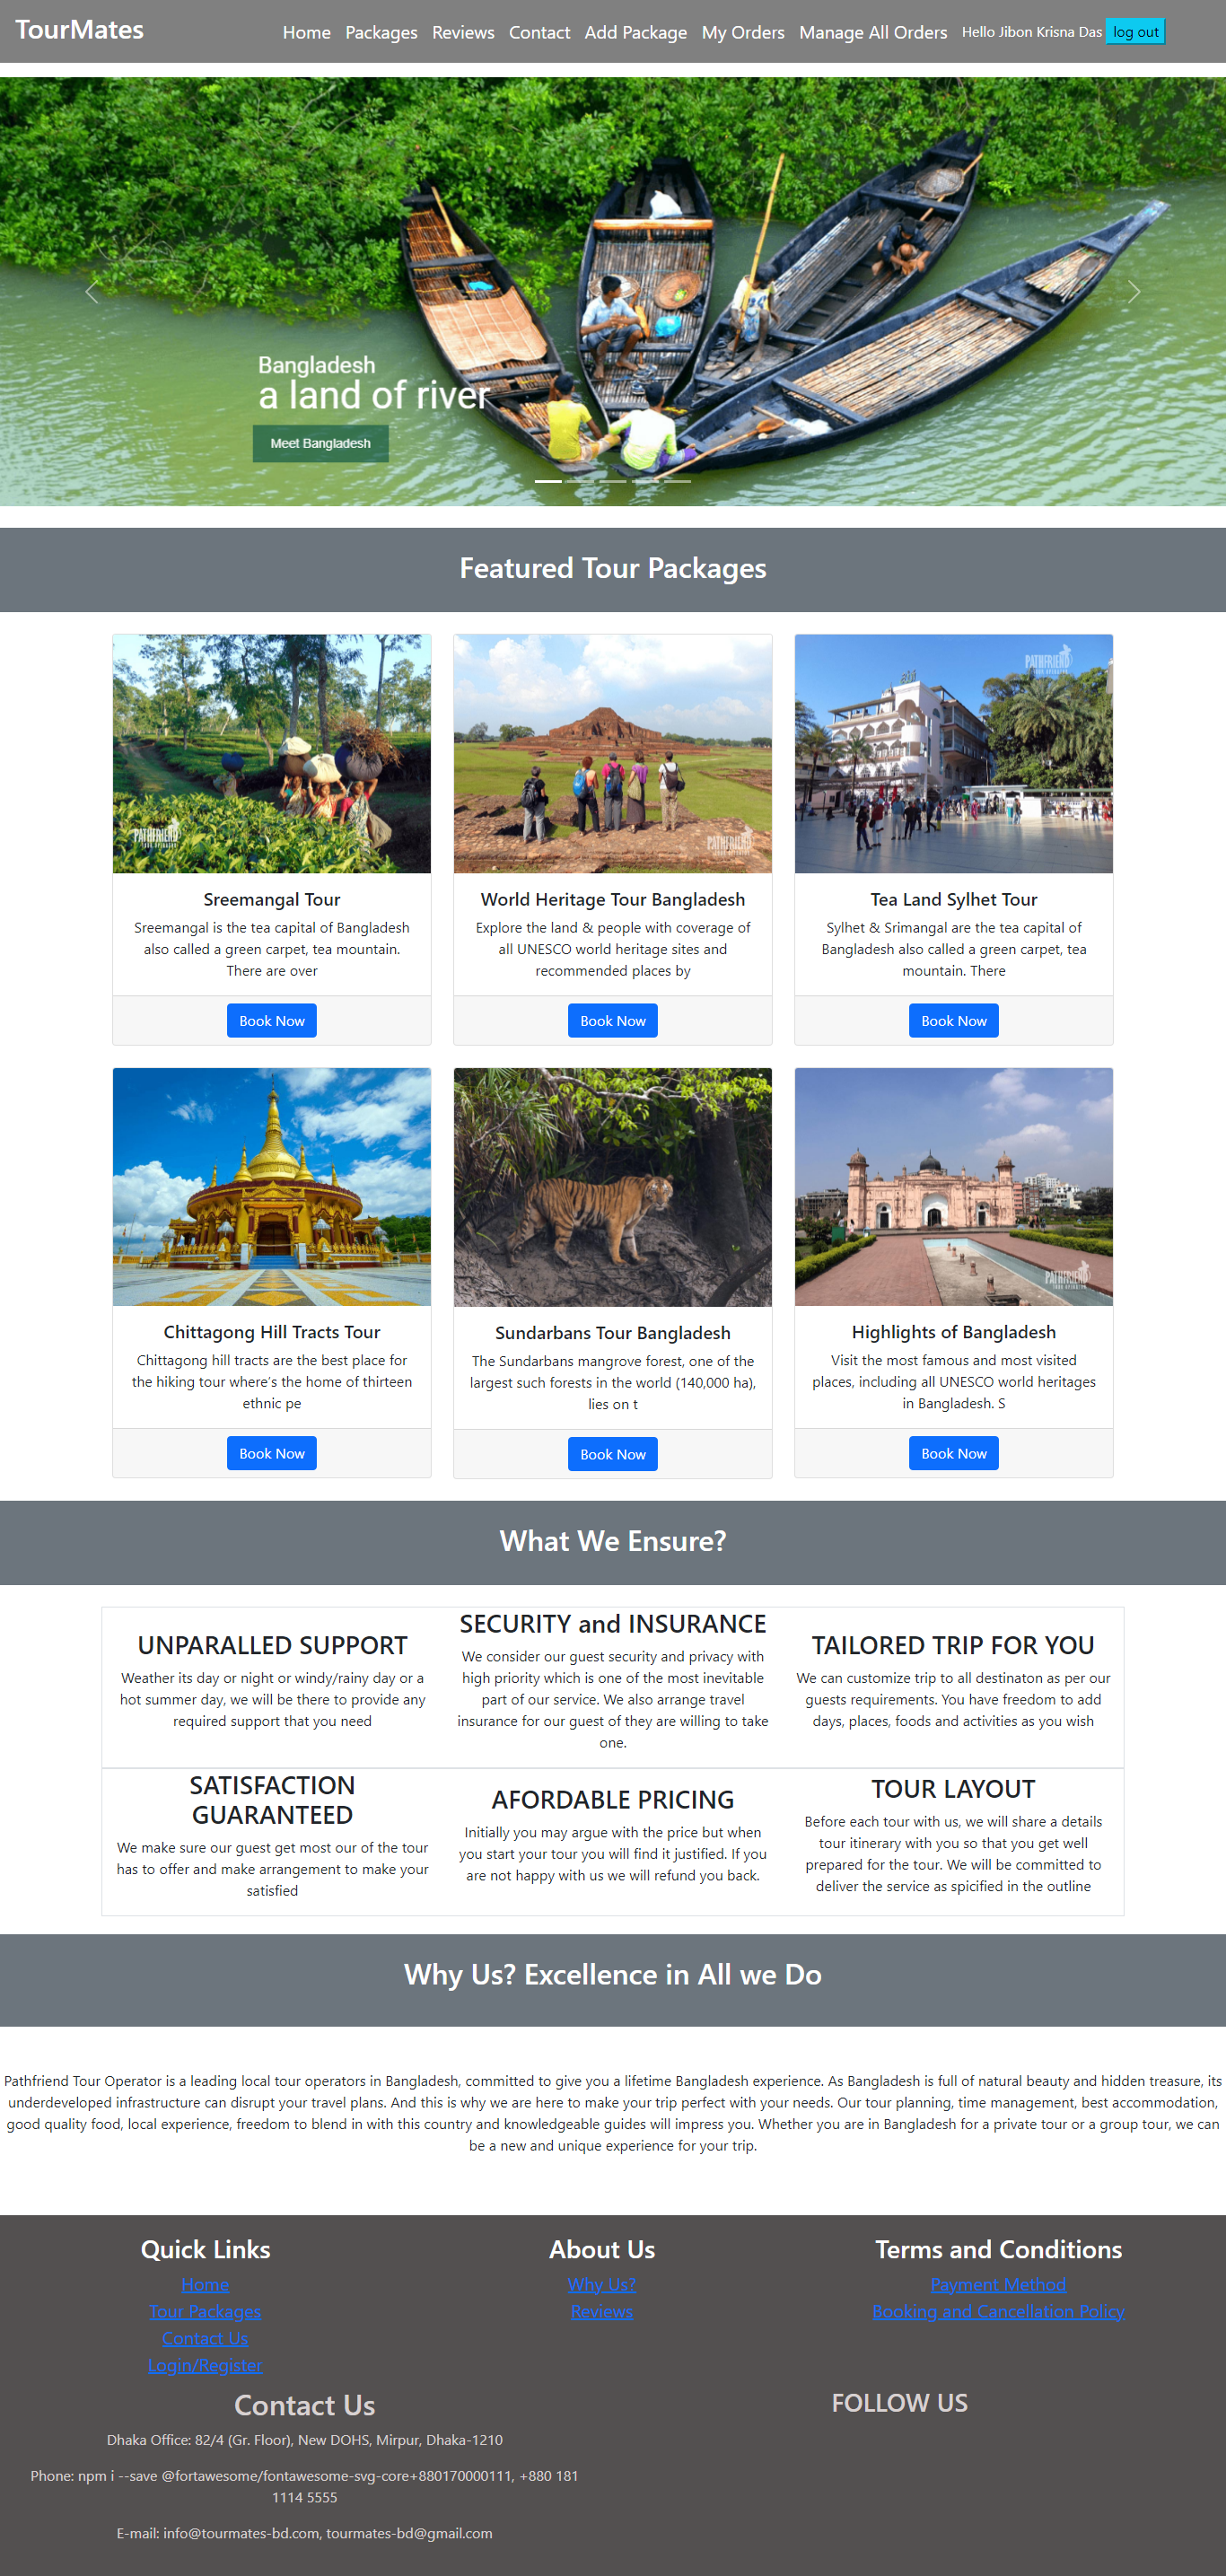 TourMates
Home Packages Reviews Contact Add Package My Orders Manage All Orders Hello Jibon Krisna Das log out
Bangladesh
a land of river
Meet Bangladesh
Featured Tour Packages
PATHFRIEND
TOUR OPERATOR
Sreemangal Tour
Sreemangal is the tea capital of Bangladesh
also called a green carpet, tea mountain.
There are over
Book Now
PATHFRIEND
TOUR OPERATOR
World Heritage Tour Bangladesh
Explore the land & people with coverage of
all UNESCO world heritage sites and
recommended places by
Book Now
PATHFRIEND
TOUR OPERATOR
Tea Land Sylhet Tour
Sylhet & Srimangal are the tea capital of
Bangladesh also called a green carpet, tea
mountain. There
Book Now
Chittagong Hill Tracts Tour
Chittagong hill tracts are the best place for
the hiking tour where's the home of thirteen
ethnic pe
Book Now
Sundarbans Tour Bangladesh
The Sundarbans mangrove forest, one of the
largest such forests in the world (140,000 ha),
lies on t
Book Now
PATHFRIEND
TOUR OPERATOR
Highlights of Bangladesh
Visit the most famous and most visited
places, including all UNESCO world heritages
in Bangladesh. S
Book Now
What We Ensure?
UNPARALLED SUPPORT
Weather its day or night or windy/rainy day or a
hot summer day, we will be there to provide any
required support that you need
SECURITY and INSURANCE
We consider our guest security and privacy with
high priority which is one of the most inevitable
part of our service. We also arrange travel
insurance for our guest of they are willing to take
one.
TAILORED TRIP FOR YOU
We can customize trip to all destinaton as per our
guests requirements. You have freedom to add
days, places, foods and activities as you wish
SATISFACTION
GUARANTEED
We make sure our guest get most our of the tour
has to offer and make arrangement to make your
satisfied
AFORDABLE PRICING
Initially you may argue with the price but when
you start your tour you will find it justified. If you
are not happy with us we will refund you back.
TOUR LAYOUT
Before each tour with us, we will share a details
tour itinerary with you so that you get well
prepared for the tour. We will be committed to
deliver the service as spicified in the outline
Why Us? Excellence in All we Do
Pathfriend Tour Operator is a leading local tour operators in Bangladesh, committed to give you a lifetime Bangladesh experience. As Bangladesh is full of natural beauty and hidden treasure, its
underdeveloped infrastructure can disrupt your travel plans. And this is why we are here to make your trip perfect with your needs. Our tour planning, time management, best accommodation,
good quality food, local experience, freedom to blend in with this country and knowledgeable guides will impress you. Whether you are in Bangladesh for a private tour or a group tour, we can
be a new and unique experience for your trip.
Quick Links
Home
Tour Packages
Contact Us
Login/Register
About Us
Why Us?
Reviews
Terms and Conditions
Payment Method
Booking and Cancellation Policy
Contact Us
Dhaka Office: 82/4 (Gr. Floor), New DOHS, Mirpur, Dhaka-1210
Phone: npm i --save @fortawesome/fontawesome-svg-core+880170000111, +880 181
1114 5555
E-mail: info@tourmates-bd.com, tourmates-bd@gmail.com
FOLLOW US